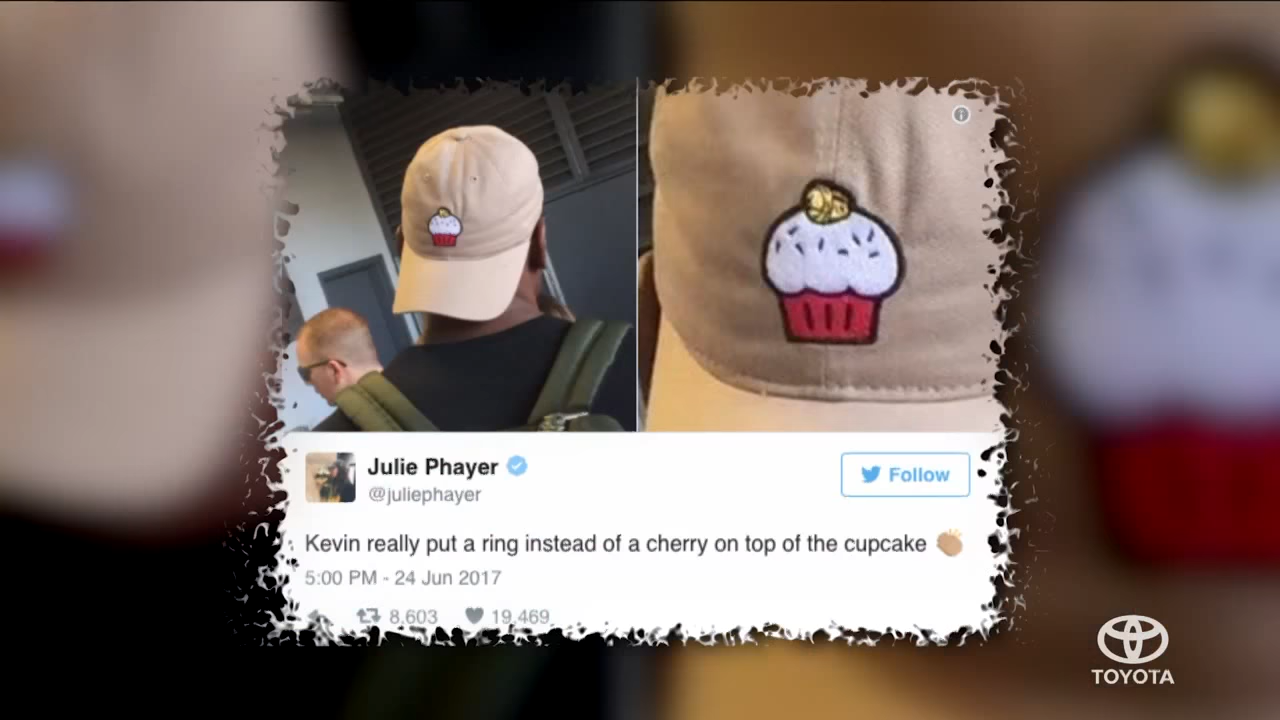 Julie Phayer
@juliephayer
Follow
Kevin really put a ring instead of a cherry on top of the cupcake 👏🏼
5:00 PM - 24 Jun 2017
8,603 19,469
TOYOTA